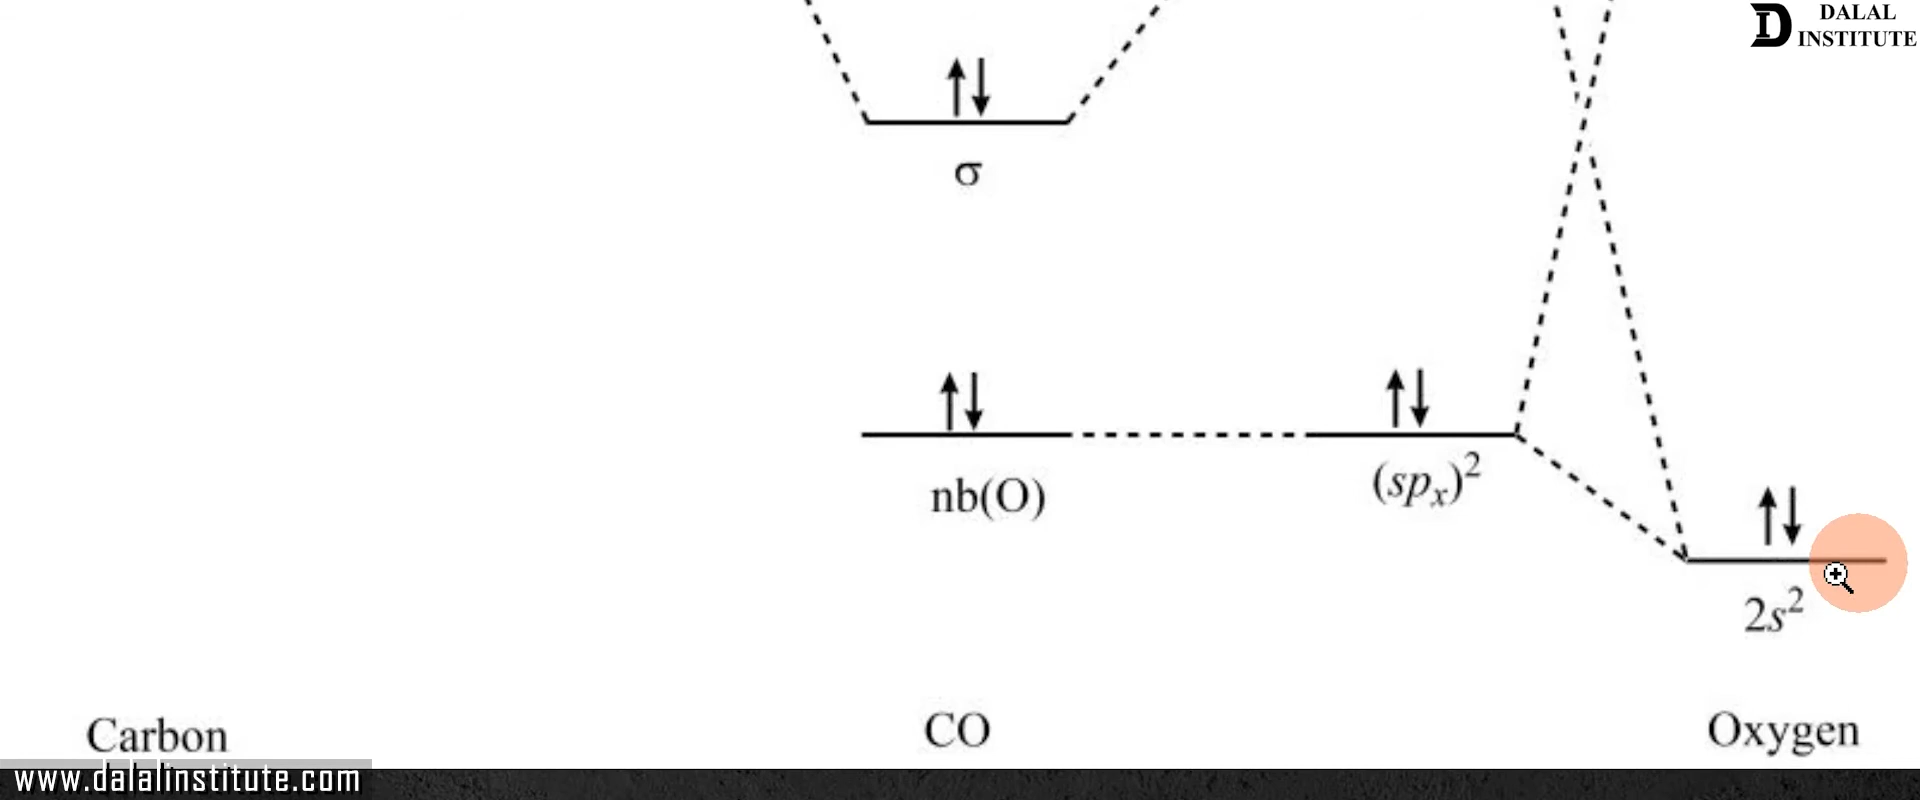 DALAL
INSTITUTE
σ
nb(O)
(spₓ)²
2s²
Carbon
CO
Oxygen
www.dalalinstitute.com